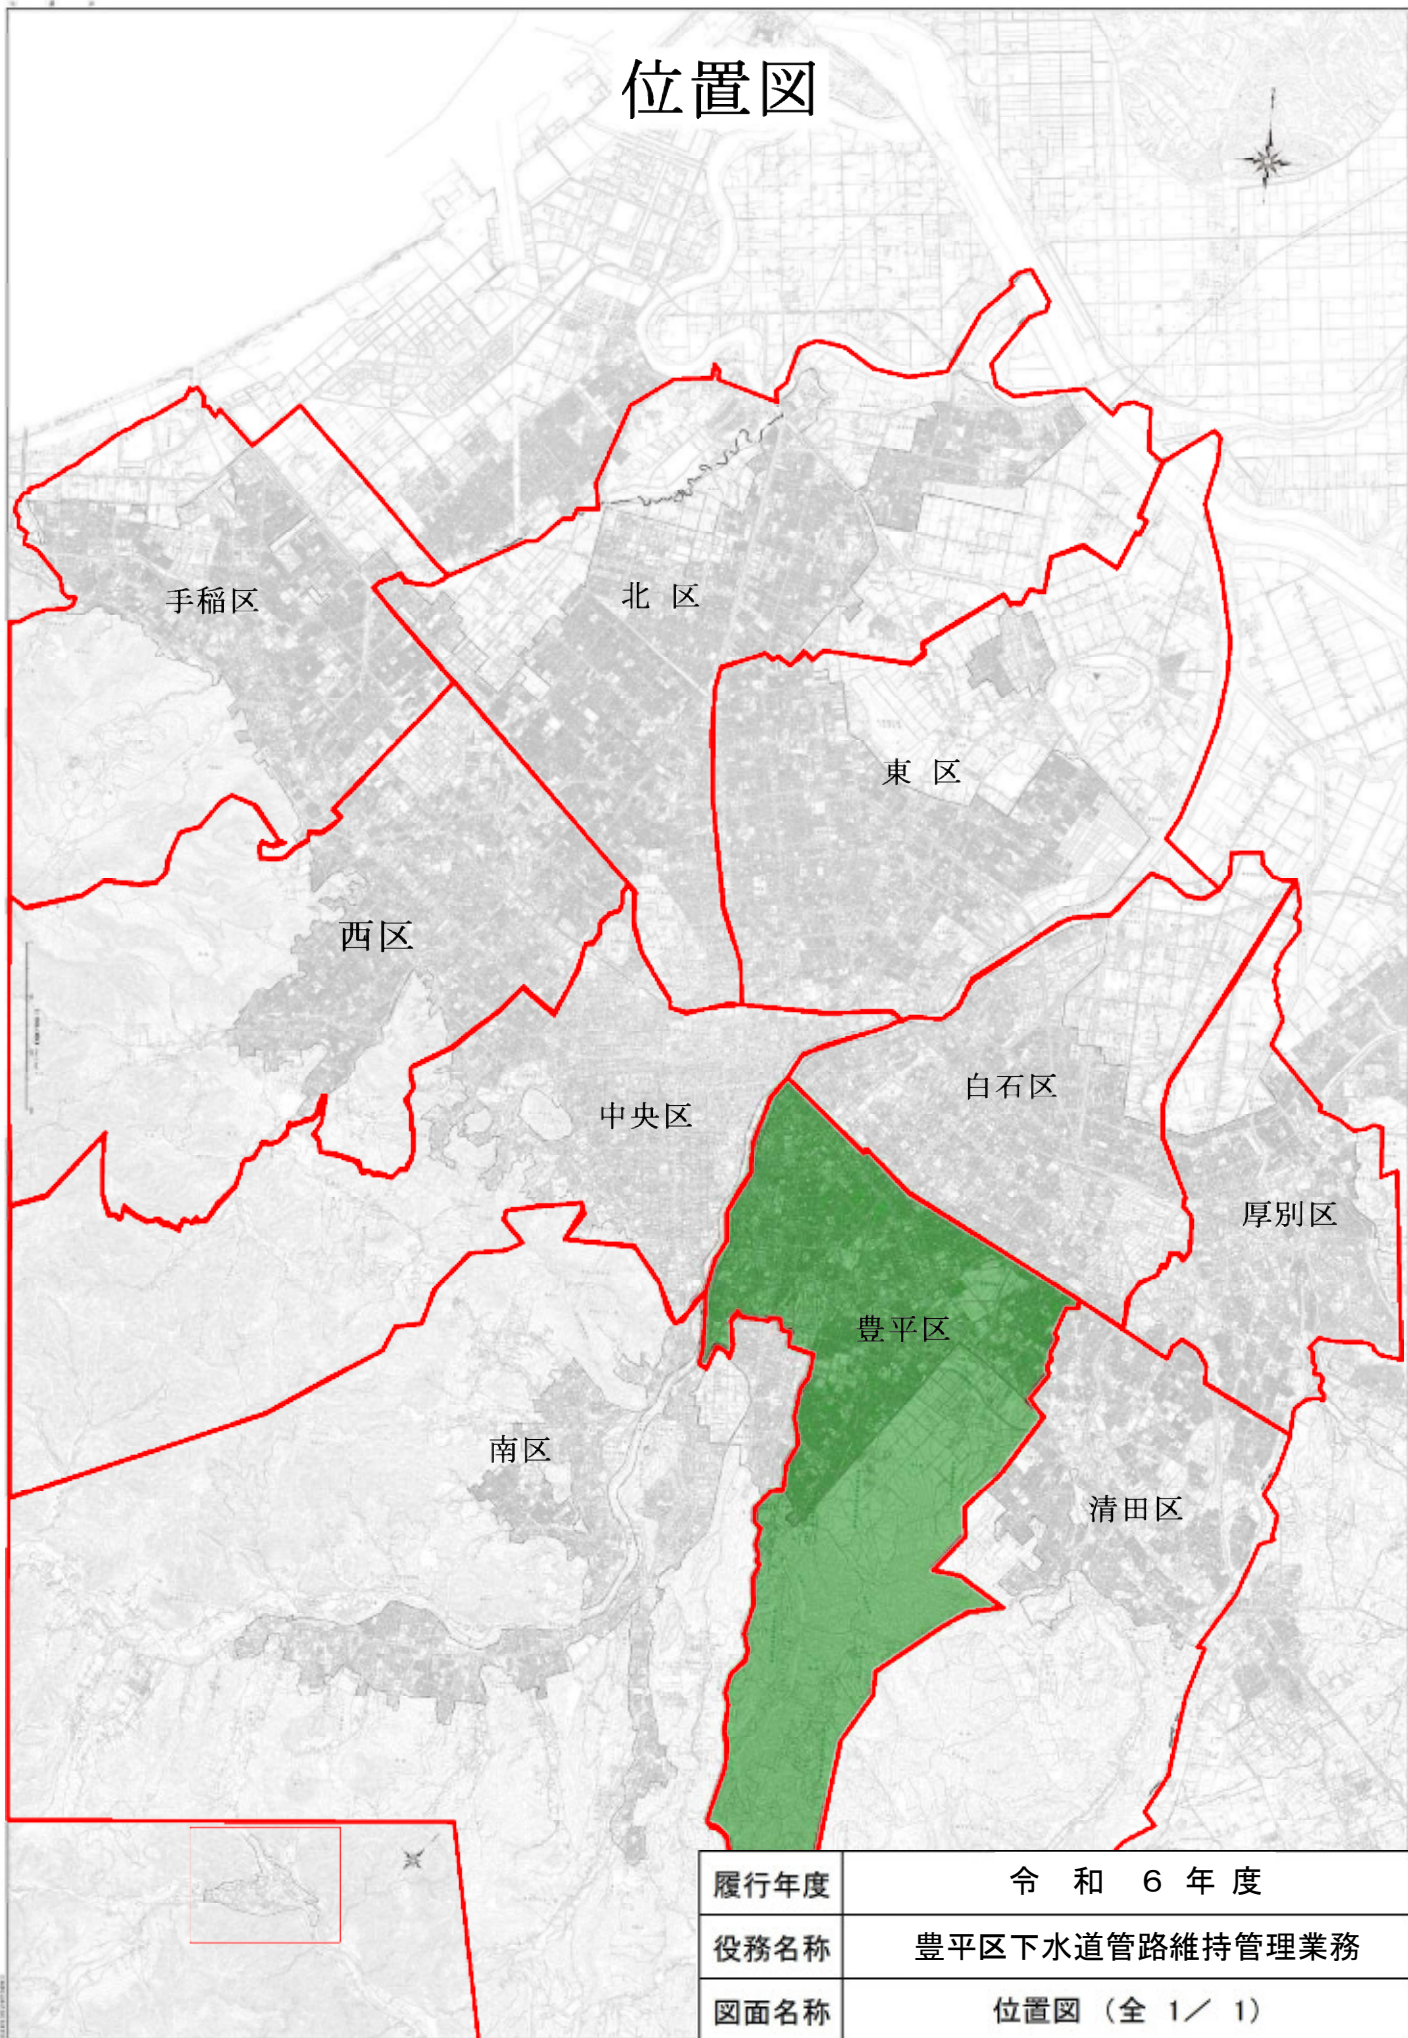 位置図
手稲区
北 区
東 区
西区
中央区
白石区
厚別区
豊平区
南区
清田区
履行年度 令 和 6 年 度
役務名称 豊平区下水道管路維持管理業務
図面名称 位置図 (全 1/ 1)